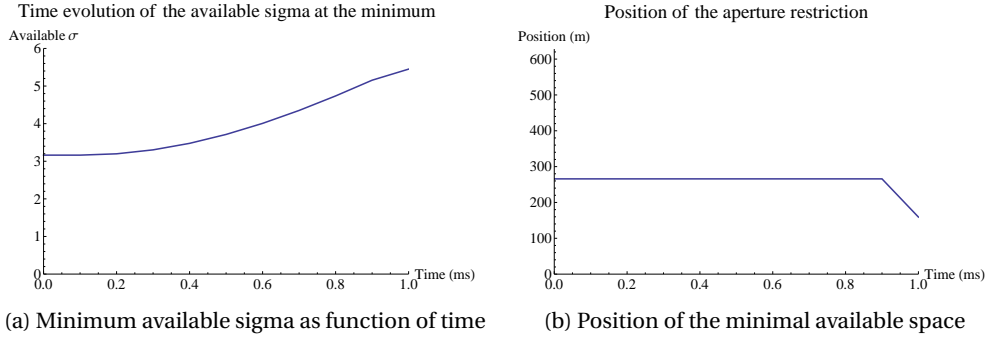 Time evolution of the available sigma at the minimum
Available σ
6
5
4
3
2
1
0
0.0 0.2 0.4 0.6 0.8 1.0
Time (ms)
(a) Minimum available sigma as function of time
Position of the aperture restriction
Position (m)
600
500
400
300
200
100
0
0.0 0.2 0.4 0.6 0.8 1.0
Time (ms)
(b) Position of the minimal available space